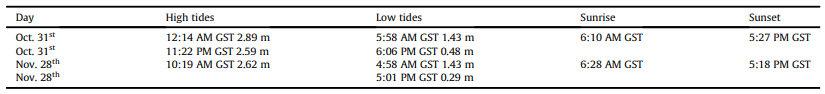 Day High tides Low tides Sunrise Sunset
Oct. 31st 12:14 AM GST 2.89 m 5:58 AM GST 1.43 m 6:10 AM GST 5:27 PM GST
Oct. 31st 11:22 PM GST 2.59 m 6:06 PM GST 0.48 m
Nov. 28th 10:19 AM GST 2.62 m 4:58 AM GST 1.43 m 6:28 AM GST 5:18 PM GST
Nov. 28th 5:01 PM GST 0.29 m